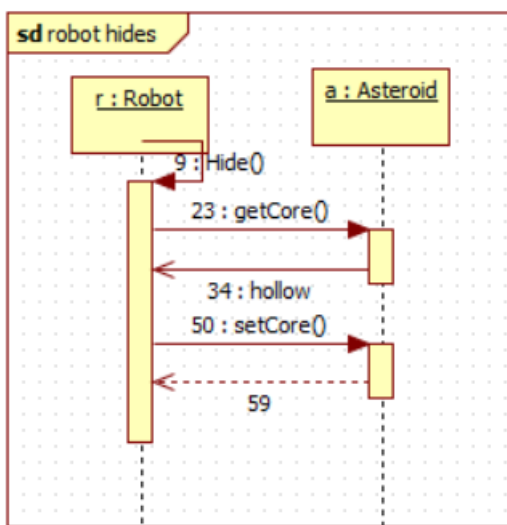 sd robot hides
r : Robot
a : Asteroid
9 : Hide()
23 : getCore()
34 : hollow
50 : setCore()
59